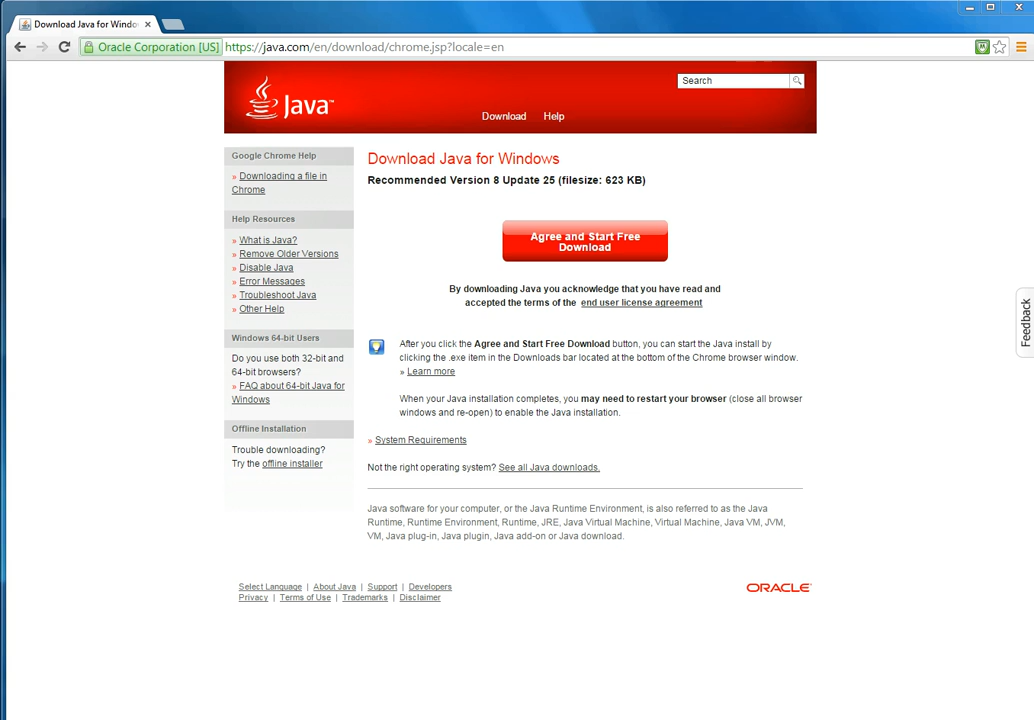 Download Java for Windo
Oracle Corporation [US] https://java.com/en/download/chrome.jsp?locale=en
Search
Java™
Download Help
Google Chrome Help
» Downloading a file in
Chrome
Help Resources
» What is Java?
» Remove Older Versions
» Disable Java
» Error Messages
» Troubleshoot Java
» Other Help
Windows 64-bit Users
Do you use both 32-bit and
64-bit browsers?
» FAQ about 64-bit Java for
Windows
Offline Installation
Trouble downloading?
Try the offline installer
Download Java for Windows
Recommended Version 8 Update 25 (filesize: 623 KB)
Agree and Start Free
Download
By downloading Java you acknowledge that you have read and
accepted the terms of the end user license agreement
After you click the Agree and Start Free Download button, you can start the Java install by
clicking the .exe item in the Downloads bar located at the bottom of the Chrome browser window.
» Learn more
When your Java installation completes, you may need to restart your browser (close all browser
windows and re-open) to enable the Java installation.
» System Requirements
Not the right operating system? See all Java downloads.
Java software for your computer, or the Java Runtime Environment, is also referred to as the Java
Runtime, Runtime Environment, Runtime, JRE, Java Virtual Machine, Virtual Machine, Java VM, JVM,
VM, Java plug-in, Java plugin, Java add-on or Java download.
Feedback
Select Language | About Java | Support | Developers
Privacy | Terms of Use | Trademarks | Disclaimer
ORACLE